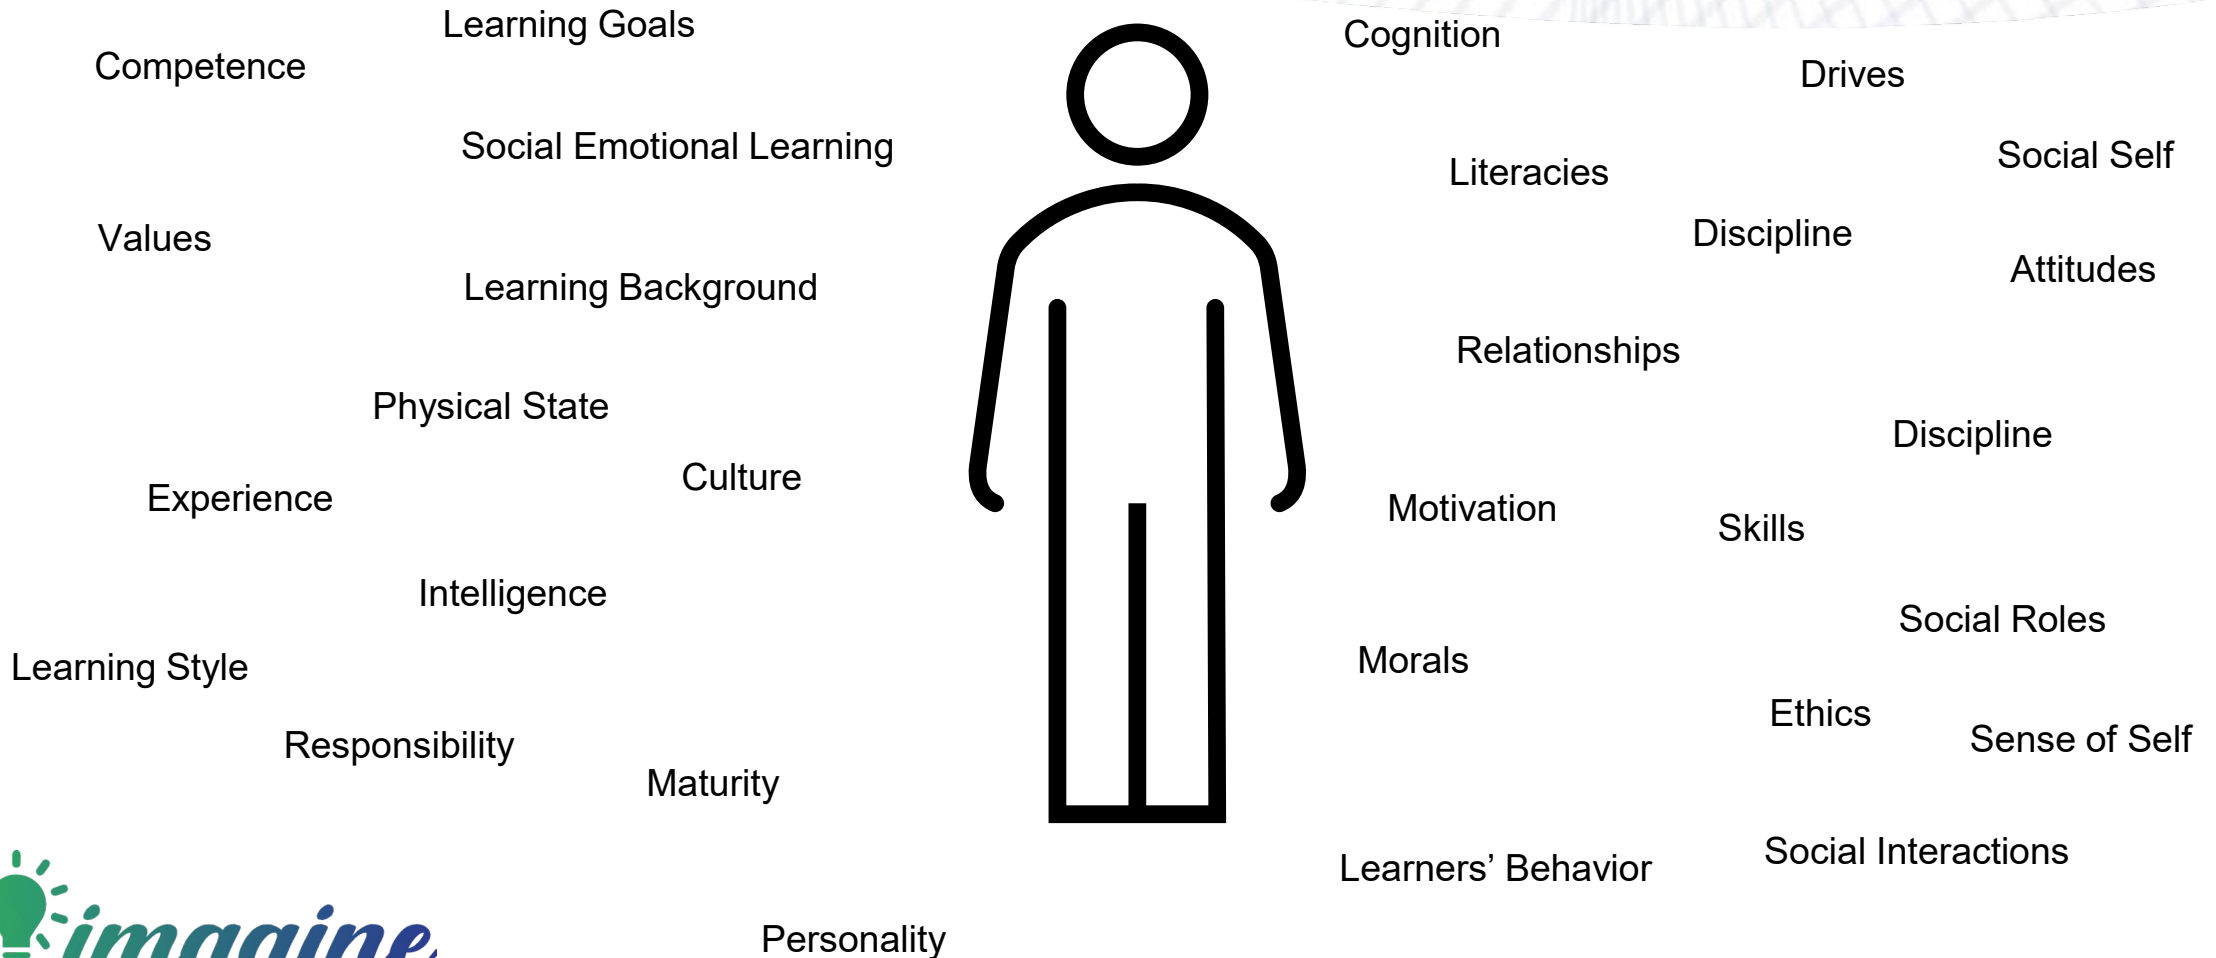 Learning Goals
Competence
Social Emotional Learning
Values
Learning Background
Physical State
Culture
Experience
Intelligence
Learning Style
Responsibility
Maturity
Personality
Cognition
Drives
Social Self
Literacies
Discipline
Attitudes
Relationships
Discipline
Motivation
Skills
Social Roles
Morals
Ethics
Sense of Self
Social Interactions
Learners’ Behavior
imagine